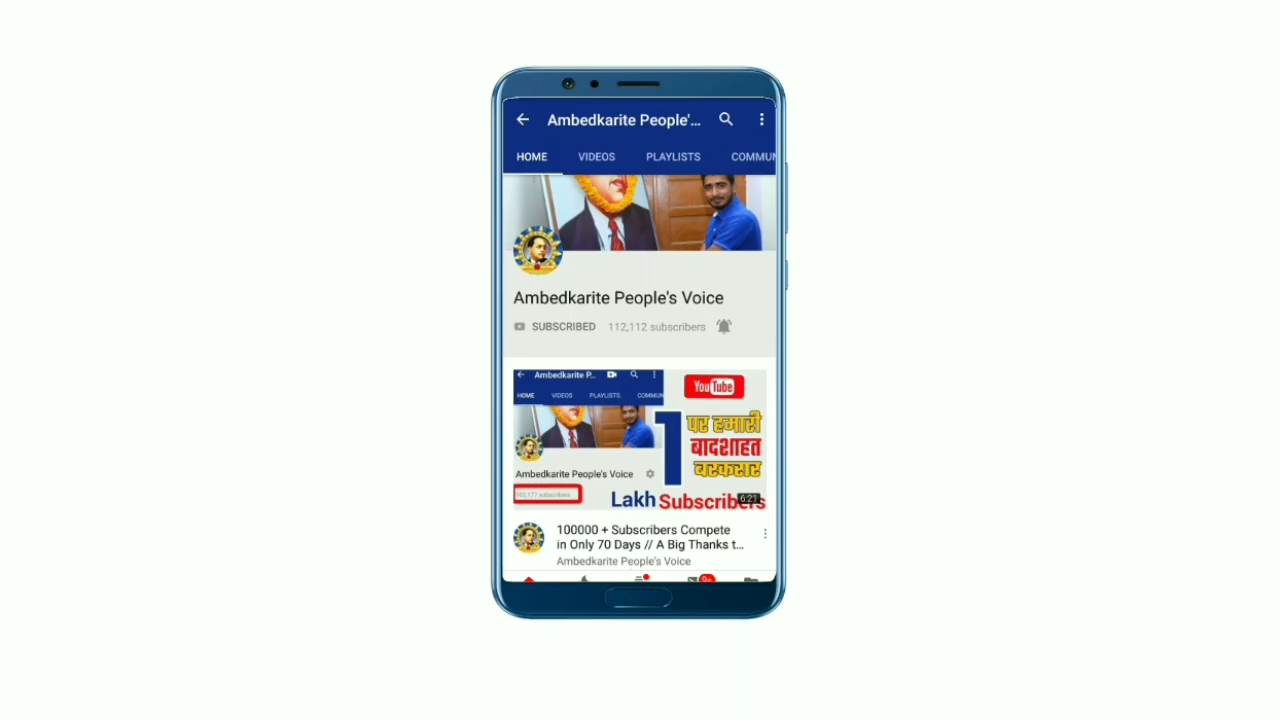 Ambedkarite People'...
HOME VIDEOS PLAYLISTS COMMUN
Ambedkarite People's Voice
SUBSCRIBED 112,112 subscribers
Ambedkarite P...
HOME VIDEOS PLAYLISTS COMMUN
YouTube
1
पर हमारी
बादशाहत
बरकरार
Ambedkarite People's Voice
Lakh Subscribers
6:21
100000 + Subscribers Compete
in Only 70 Days // A Big Thanks t...
Ambedkarite People's Voice
9+